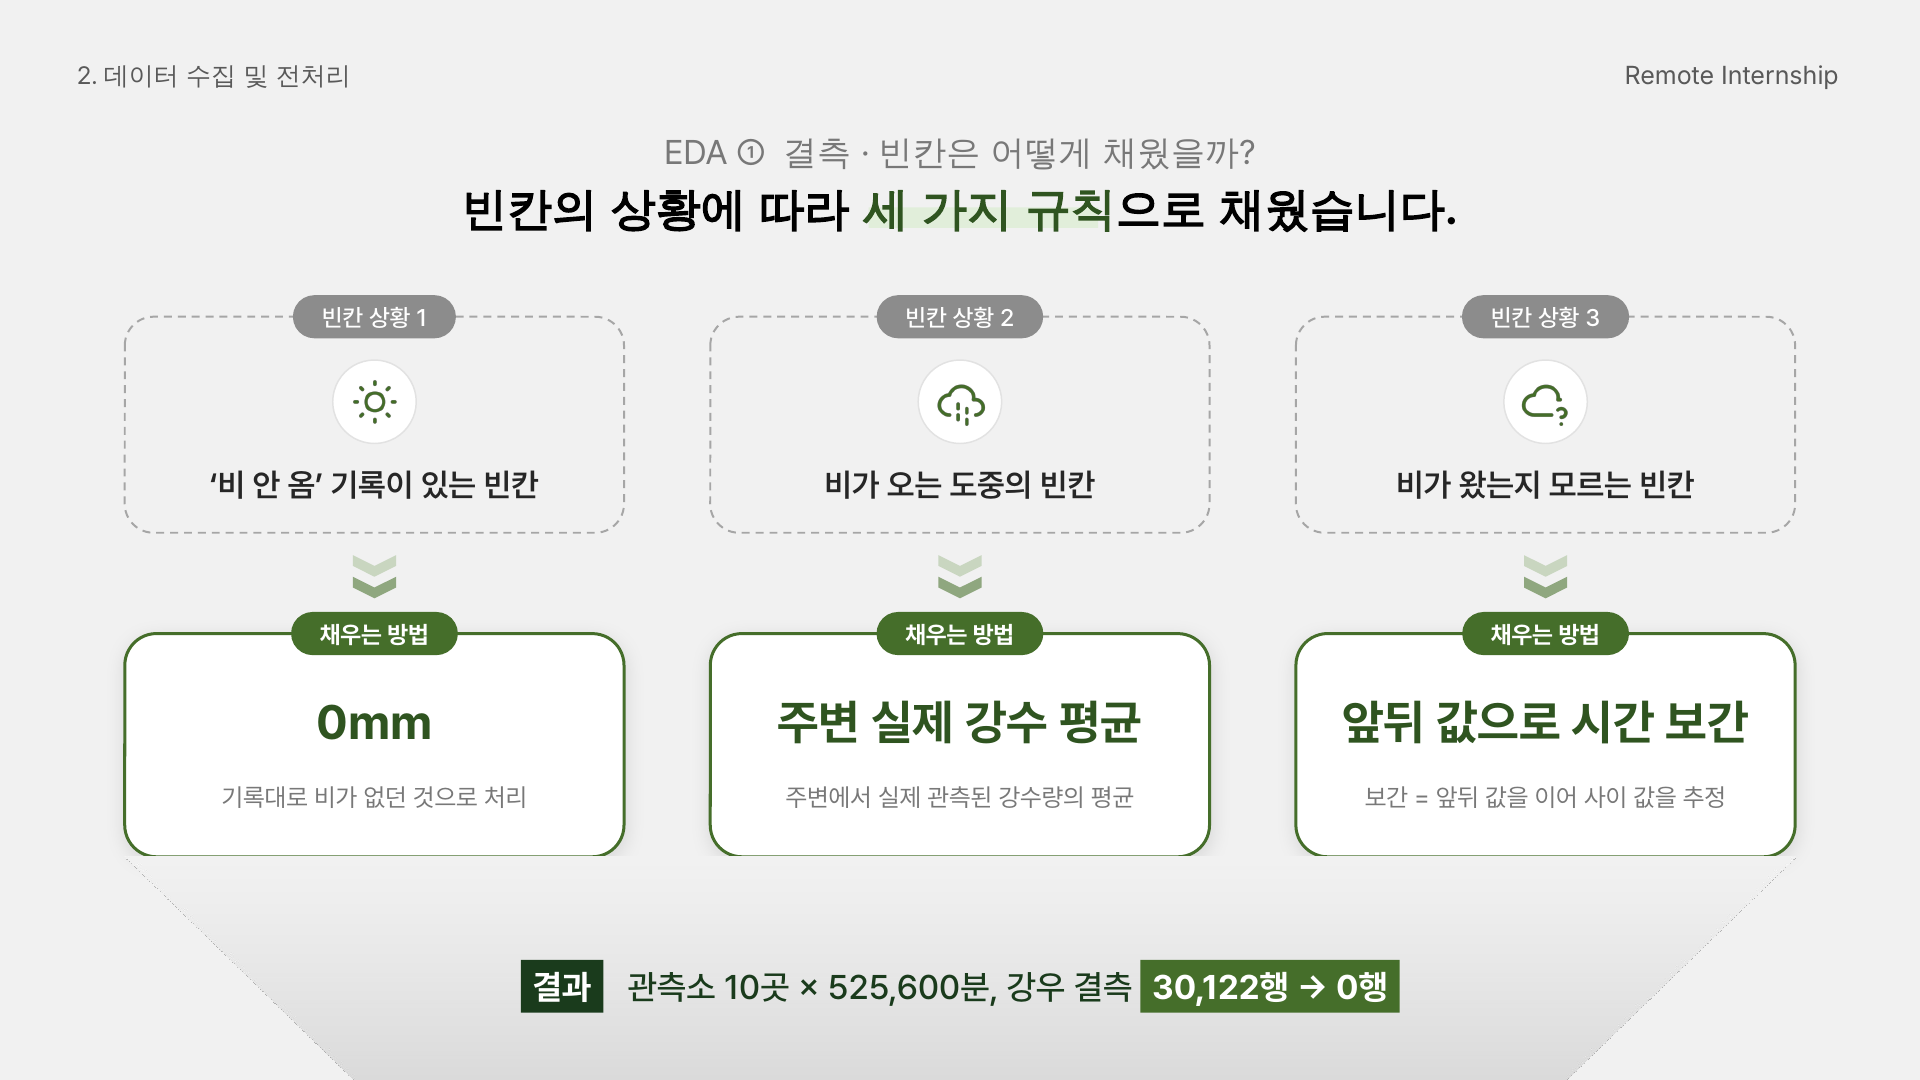 2. 데이터 수집 및 전처리
Remote Internship
EDA ① 결측 · 빈칸은 어떻게 채웠을까?
빈칸의 상황에 따라 세 가지 규칙으로 채웠습니다.
빈칸 상황 1
‘비 안 옴’ 기록이 있는 빈칸
채우는 방법
0mm
기록대로 비가 없던 것으로 처리
빈칸 상황 2
비가 오는 도중의 빈칸
채우는 방법
주변 실제 강수 평균
주변에서 실제 관측된 강수량의 평균
빈칸 상황 3
비가 왔는지 모르는 빈칸
채우는 방법
앞뒤 값으로 시간 보간
보간 = 앞뒤 값을 이어 사이 값을 추정
결과 관측소 10곳 × 525,600분, 강우 결측 30,122행 → 0행